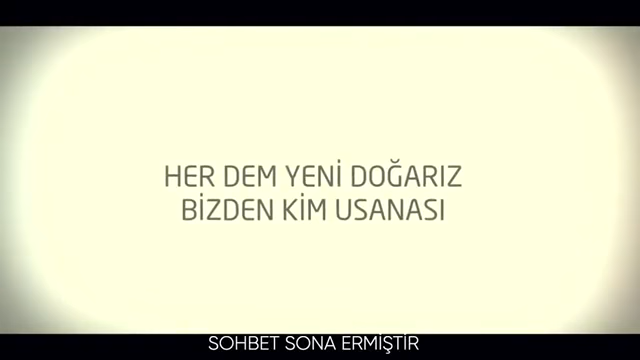 HER DEM YENİ DOĞARIZ
BİZDEN KİM USANASI
SOHBET SONA ERMİŞTİR